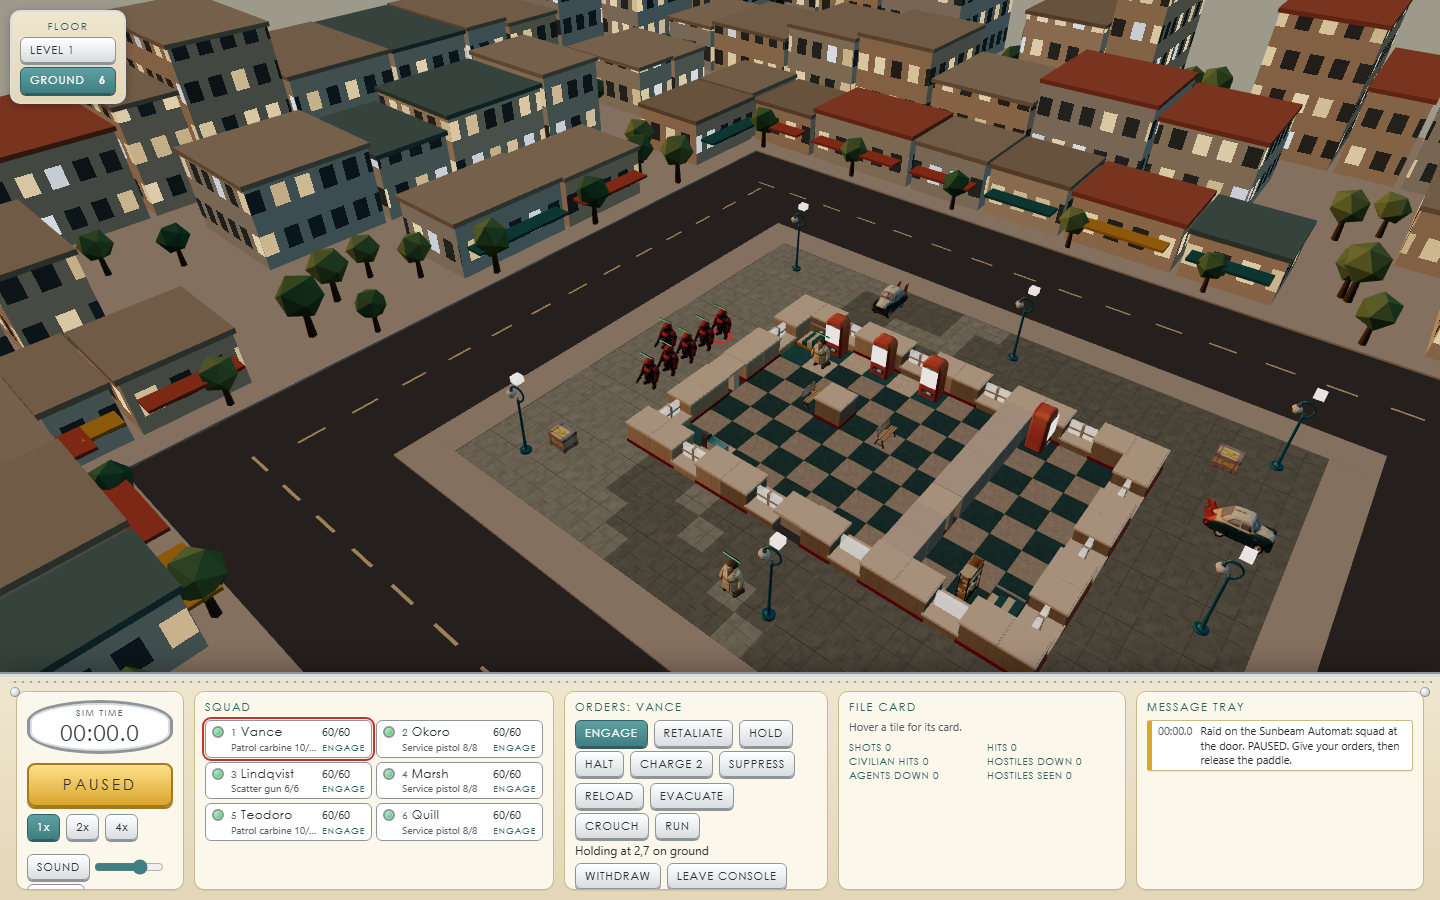 FLOOR
LEVEL 1
GROUND 6
SIM TIME
00:00.0
PAUSED
1x 2x 4x
SOUND
SQUAD
1 Vance 60/60
Patrol carbine 10/... ENGAGE
2 Okoro 60/60
Service pistol 8/8 ENGAGE
3 Lindqvist 60/60
Scatter gun 6/6 ENGAGE
4 Marsh 60/60
Service pistol 8/8 ENGAGE
5 Teodoro 60/60
Patrol carbine 10/... ENGAGE
6 Quill 60/60
Service pistol 8/8 ENGAGE
ORDERS: VANCE
ENGAGE RETALIATE HOLD
HALT CHARGE 2 SUPPRESS
RELOAD EVACUATE
CROUCH RUN
Holding at 2,7 on ground
WITHDRAW LEAVE CONSOLE
FILE CARD
Hover a tile for its card.
SHOTS 0 HITS 0
CIVILIAN HITS 0 HOSTILES DOWN 0
AGENTS DOWN 0 HOSTILES SEEN 0
MESSAGE TRAY
00:00.0 Raid on the Sunbeam Automat: squad at
the door. PAUSED. Give your orders, then
release the paddle.